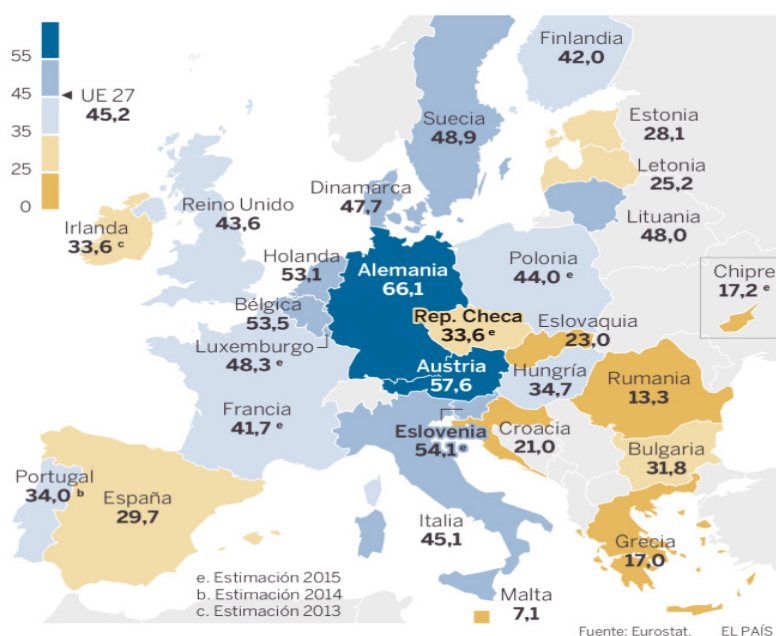 55
45
35
25
0
UE 27
45,2
Finlandia
42,0
Suecia
48,9
Estonia
28,1
Letonia
25,2
Lituania
48,0
Dinamarca
47,7
Reino Unido
43,6
Irlanda
33,6 c
Holanda
53,1
Alemania
66,1
Polonia
44,0 e
Chipre
17,2 e
Bélgica
53,5
Rep. Checa
33,6 e
Eslovaquia
23,0
Luxemburgo
48,3 e
Austria
57,6
Hungría
34,7
Rumania
13,3
Francia
41,7 e
Eslovenia
54,1 e
Croacia
21,0
Bulgaria
31,8
Portugal
34,0 b
España
29,7
Italia
45,1
Grecia
17,0
Malta
7,1
e. Estimación 2015
b. Estimación 2014
c. Estimación 2013
Fuente: Eurostat. EL PAÍS